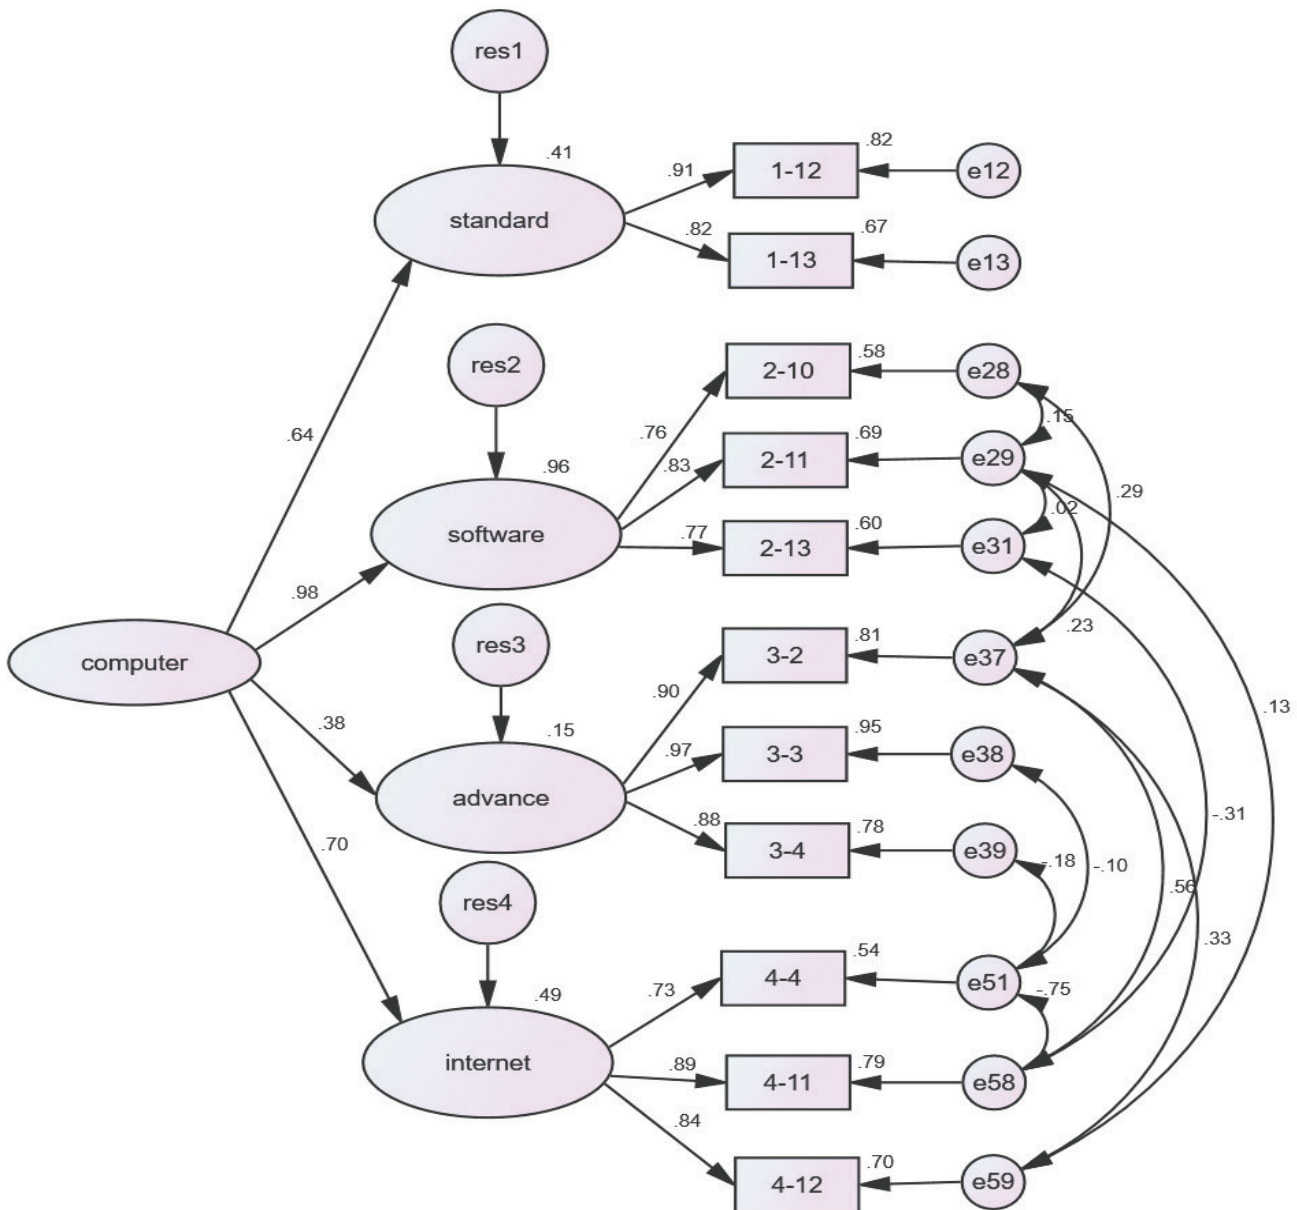 res1
.41
standard
.91
1-12
.82
e12
.82
1-13
.67
e13
.64
res2
.96
software
.76
2-10
.58
e28
.15
.83
2-11
.69
e29
.29
.02
.77
2-13
.60
e31
.98
computer
res3
.15
advance
.90
3-2
.81
e37
.23
.13
.38
.97
3-3
.95
e38
-.31
.88
3-4
.78
e39
-.18
-.10
.56
.70
res4
.49
internet
.73
4-4
.54
e51
.33
-.75
.89
4-11
.79
e58
.84
4-12
.70
e59